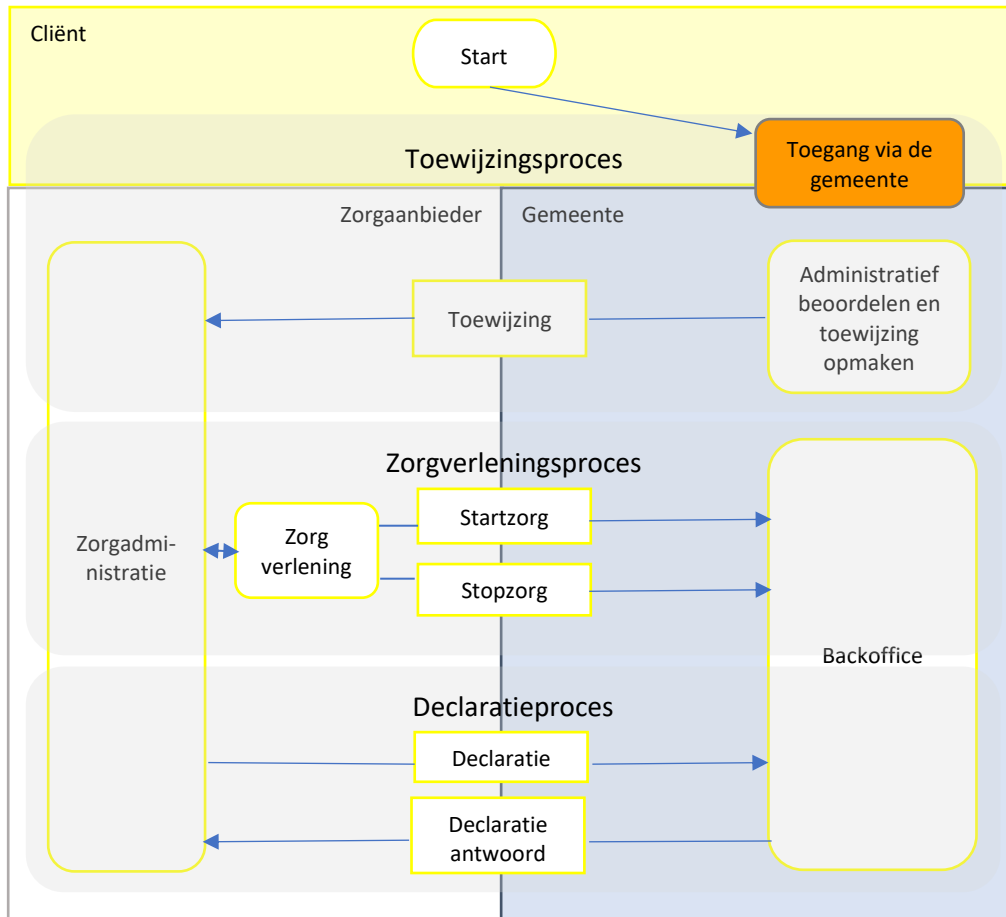 Cliënt
Start
Toewijzingsproces
Toegang via de
gemeente
Zorgaanbieder
Gemeente
Toewijzing
Administratief
beoordelen en
toewijzing
opmaken
Zorgverleningsproces
Startzorg
Zorgadmi-
nistratie
Zorg
verlening
Stopzorg
Backoffice
Declaratieproces
Declaratie
Declaratie
antwoord